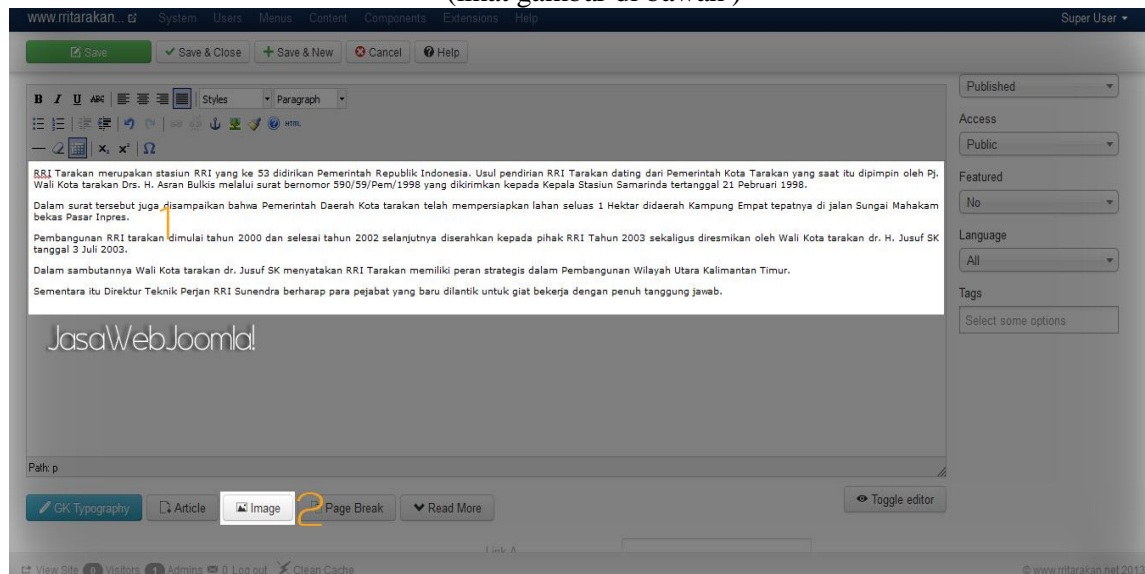 (lihat gambar di bawah )
www.rritarakan... System Users Menus Content Components Extensions Help Super User
Save Save & Close Save & New Cancel Help
Published
B I U ABC Styles Paragraph
HTML
Access
Public
RRI Tarakan merupakan stasiun RRI yang ke 53 didirikan Pemerintah Republik Indonesia. Usul pendirian RRI Tarakan dating dari Pemerintah Kota Tarakan yang saat itu dipimpin oleh Pj.
Wali Kota tarakan Drs. H. Asran Bulkis melalui surat bernomor 590/59/Pem/1998 yang dikirimkan kepada Kepala Stasiun Samarinda tertanggal 21 Pebruari 1998.
Featured
No
Dalam surat tersebut juga disampaikan bahwa Pemerintah Daerah Kota tarakan telah mempersiapkan lahan seluas 1 Hektar didaerah Kampung Empat tepatnya di jalan Sungai Mahakam
bekas Pasar Inpres.
1
Pembangunan RRI tarakan dimulai tahun 2000 dan selesai tahun 2002 selanjutnya diserahkan kepada pihak RRI Tahun 2003 sekaligus diresmikan oleh Wali Kota tarakan dr. H. Jusuf SK
tanggal 3 Juli 2003.
Language
All
Dalam sambutannya Wali Kota tarakan dr. Jusuf SK menyatakan RRI Tarakan memiliki peran strategis dalam Pembangunan Wilayah Utara Kalimantan Timur.
Sementara itu Direktur Teknik Perjan RRI Sunendra berharap para pejabat yang baru dilantik untuk giat bekerja dengan penuh tanggung jawab.
Tags
Select some options
JasaWebJoomla!
Path: p
GK Typography Article Image 2 Page Break Read More Toggle editor
Link A
View Site 0 Visitors 1 Admins 0 Log out Clean Cache © www.rritarakan.net 2013